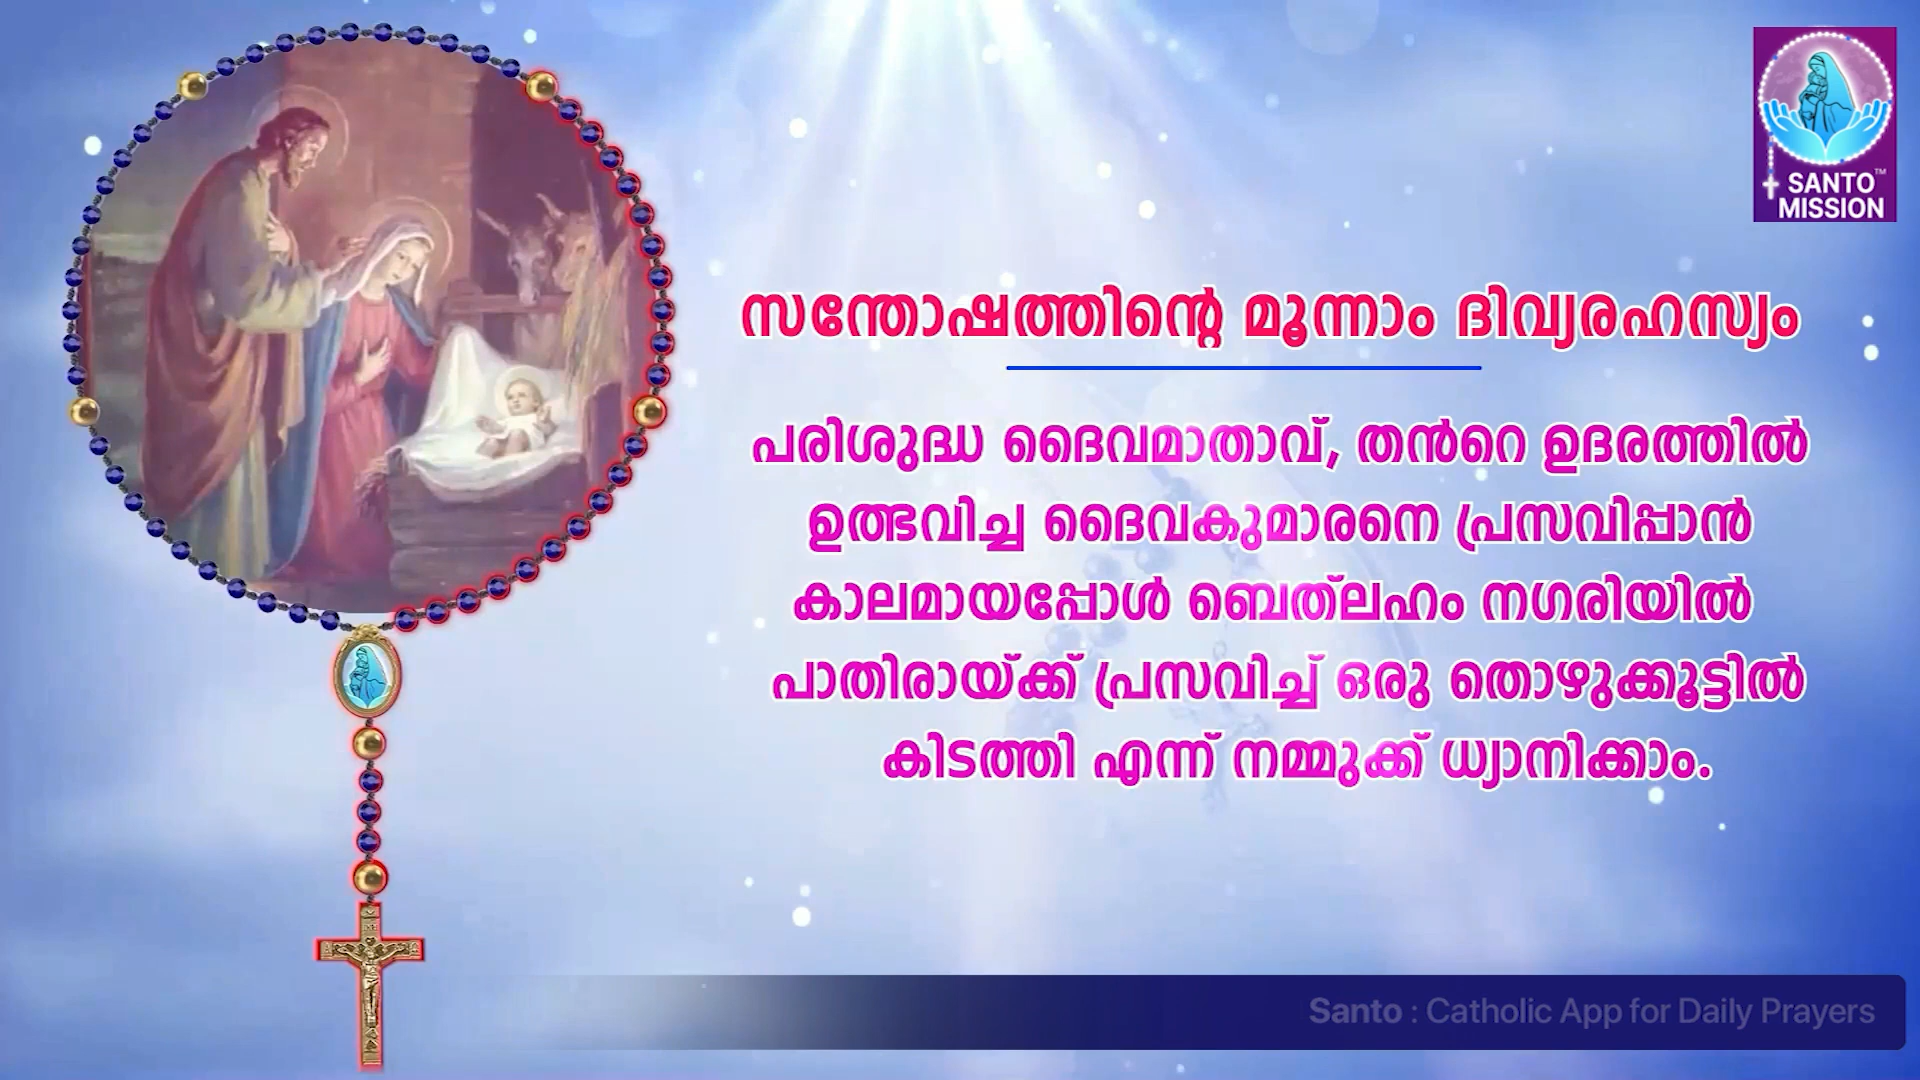 SANTO™
MISSION
സന്തോഷത്തിന്റെ മൂന്നാം ദിവ്യരഹസ്യം
പരിശുദ്ധ ദൈവമാതാവ്, തൻറെ ഉദരത്തിൽ
ഉത്ഭവിച്ച ദൈവകുമാരനെ പ്രസവിപ്പാൻ
കാലമായപ്പോൾ ബെത്‌ലഹം നഗരിയിൽ
പാതിരായ്ക്ക് പ്രസവിച്ച് ഒരു തൊഴുക്കൂട്ടിൽ
കിടത്തി എന്ന് നമ്മുക്ക് ധ്യാനിക്കാം.
Santo : Catholic App for Daily Prayers